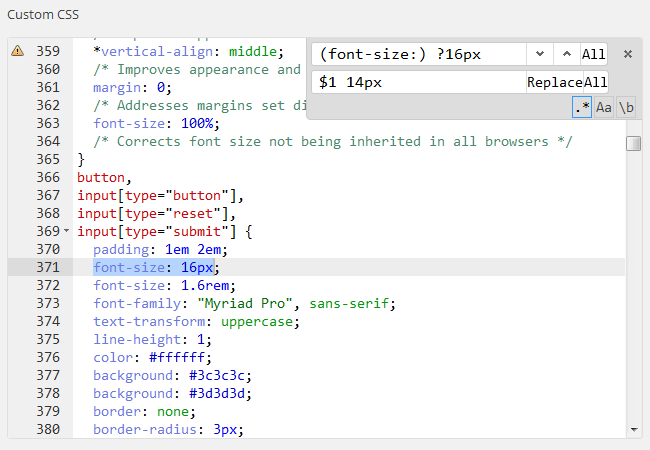 Custom CSS
359 *vertical-align: middle;
360 /* Improves appearance and
361 margin: 0;
362 /* Addresses margins set di
363 font-size: 100%;
364 /* Corrects font size not being inherited in all browsers */
365 }
366 button,
367 input[type="button"],
368 input[type="reset"],
369 input[type="submit"] {
370 padding: 1em 2em;
371 font-size: 16px;
372 font-size: 1.6rem;
373 font-family: "Myriad Pro", sans-serif;
374 text-transform: uppercase;
375 line-height: 1;
376 color: #ffffff;
377 background: #3c3c3c;
378 background: #3d3d3d;
379 border: none;
380 border-radius: 3px;
(font-size:) ?16px All
$1 14px Replace All
.* Aa \b